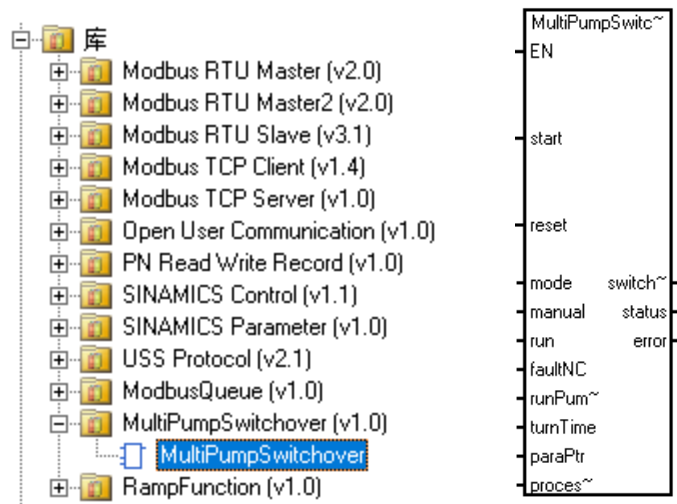 库
Modbus RTU Master (v2.0)
Modbus RTU Master2 (v2.0)
Modbus RTU Slave (v3.1)
Modbus TCP Client (v1.4)
Modbus TCP Server (v1.0)
Open User Communication (v1.0)
PN Read Write Record (v1.0)
SINAMICS Control (v1.1)
SINAMICS Parameter (v1.0)
USS Protocol (v2.1)
ModbusQueue (v1.0)
MultiPumpSwitchover (v1.0)
MultiPumpSwitchover
RampFunction (v1.0)
MultiPumpSwitc~
EN
start
reset
mode switch~
manual status
run error
faultNC
runPum~
turnTime
paraPtr
proces~